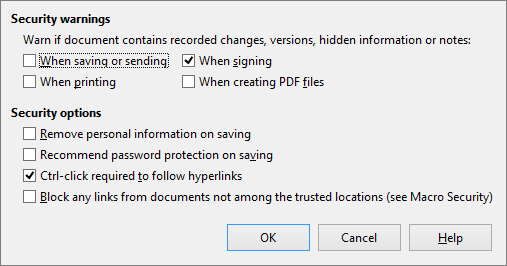 Security warnings
Warn if document contains recorded changes, versions, hidden information or notes:
When saving or sending When signing
When printing When creating PDF files
Security options
Remove personal information on saving
Recommend password protection on saving
Ctrl-click required to follow hyperlinks
Block any links from documents not among the trusted locations (see Macro Security)
OK Cancel Help